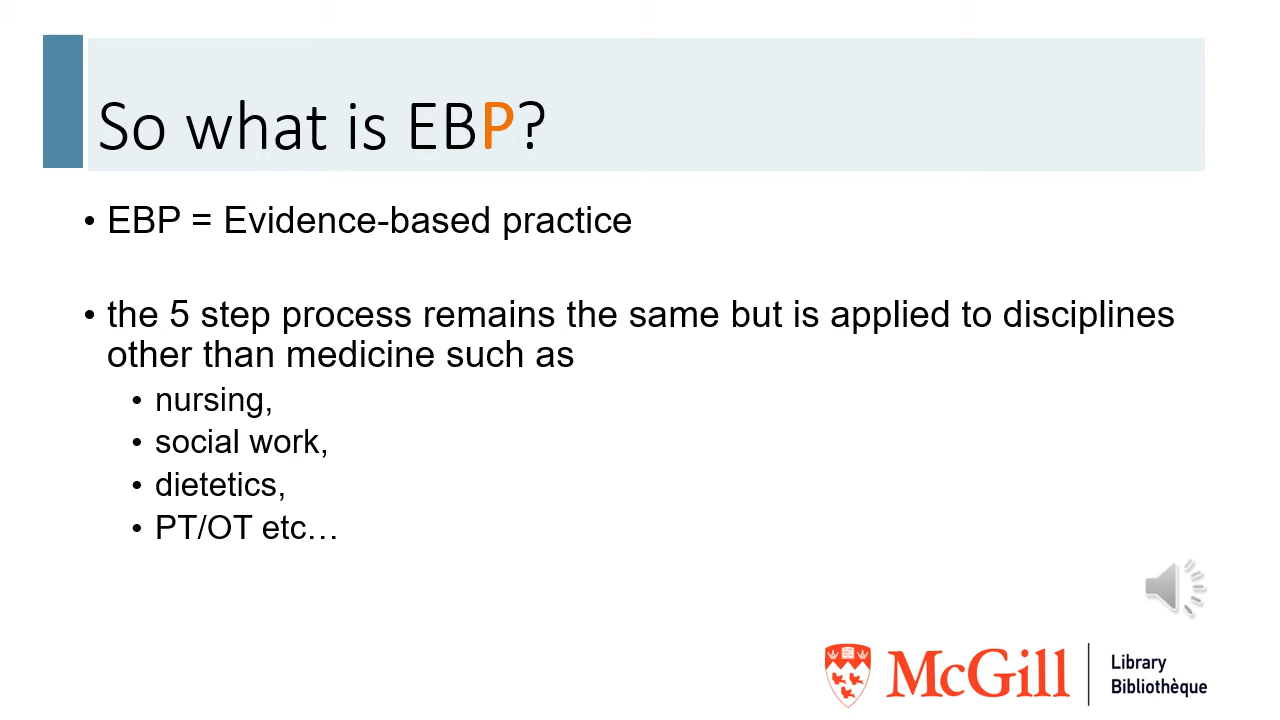 So what is EBP?
• EBP = Evidence-based practice
• the 5 step process remains the same but is applied to disciplines
other than medicine such as
• nursing,
• social work,
• dietetics,
• PT/OT etc…
McGill
Library
Bibliothèque